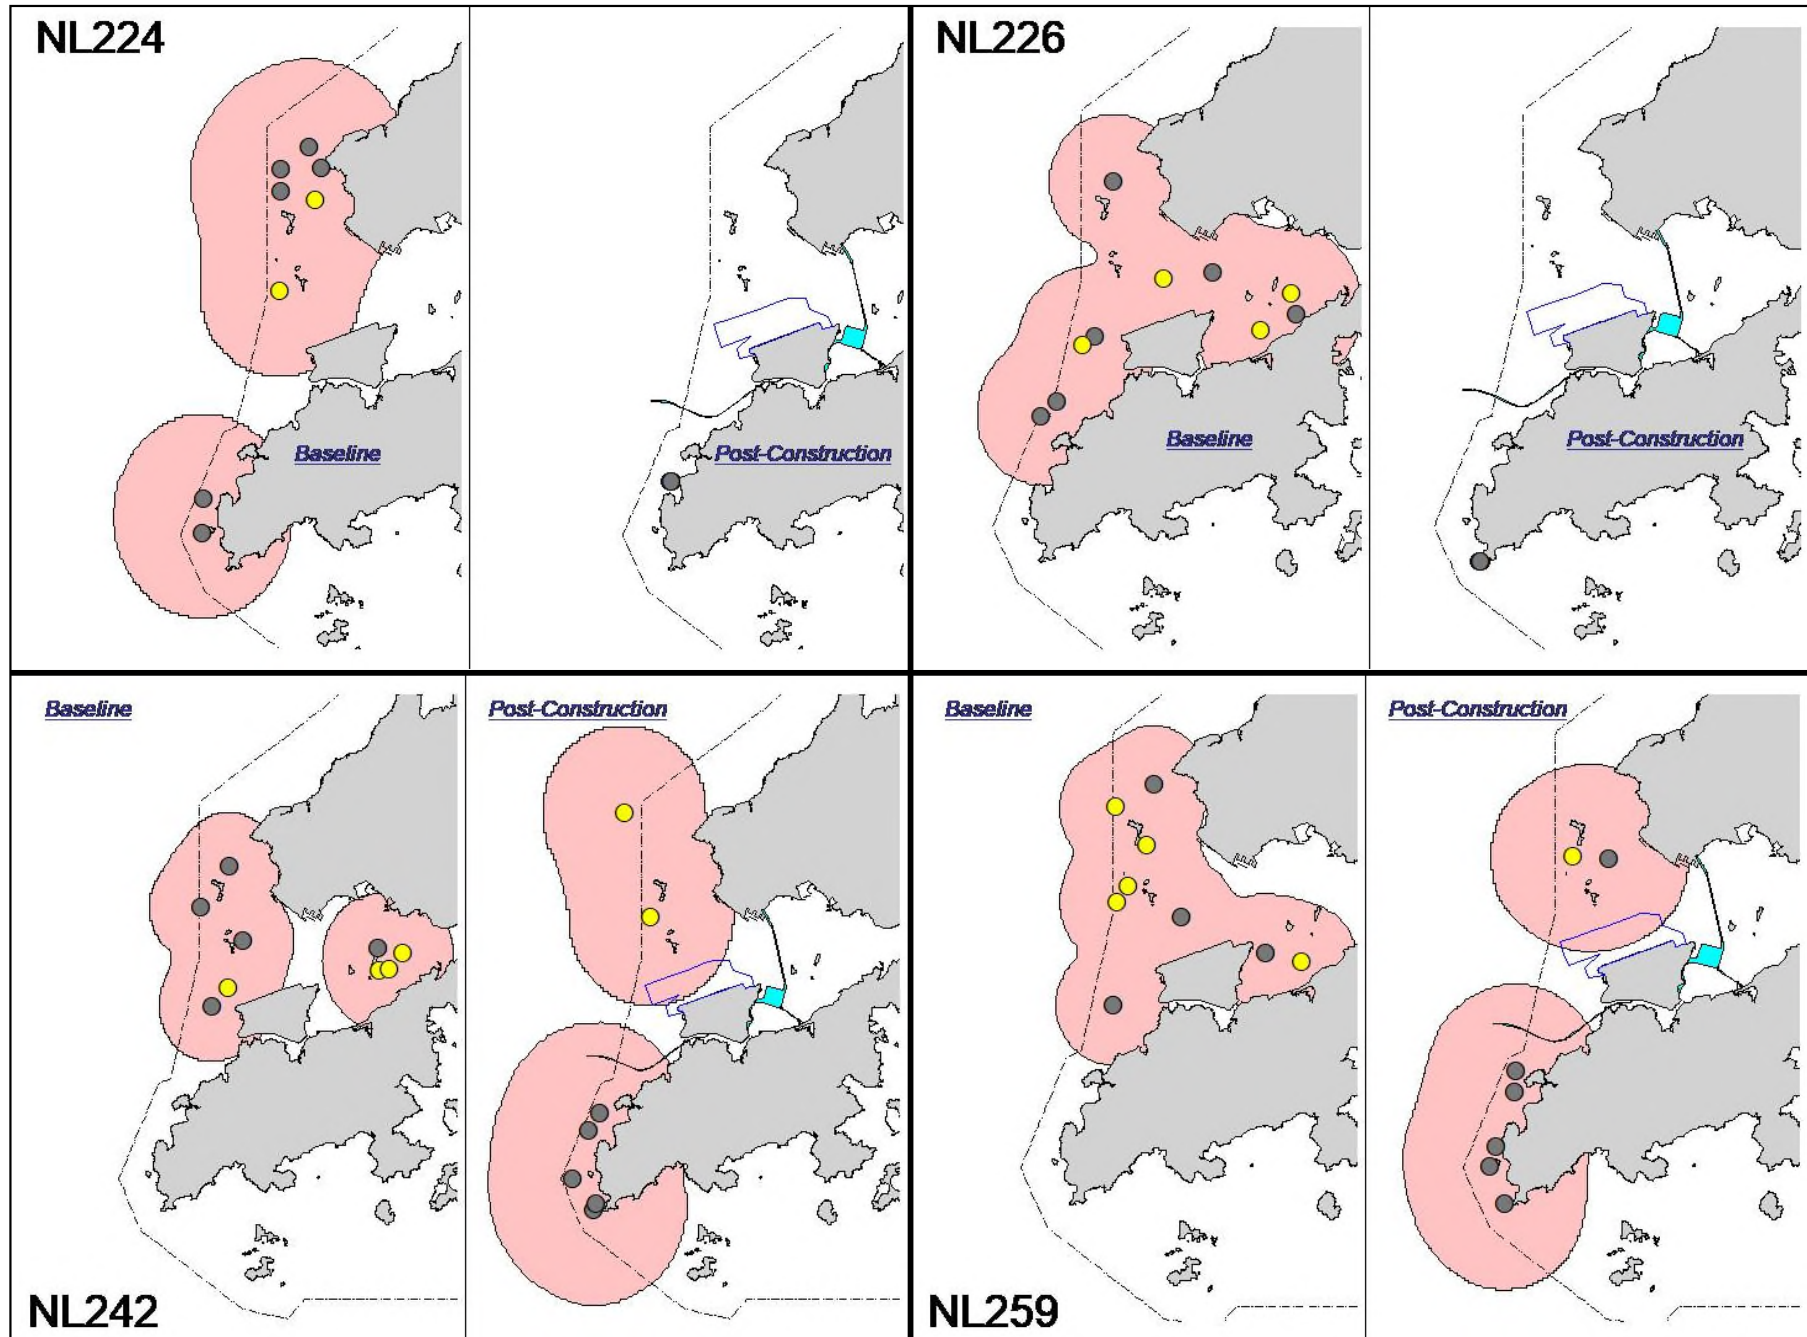 NL224
NL226
Baseline
Post-Construction
Baseline
Post-Construction
Baseline
Post-Construction
Baseline
Post-Construction
NL242
NL259